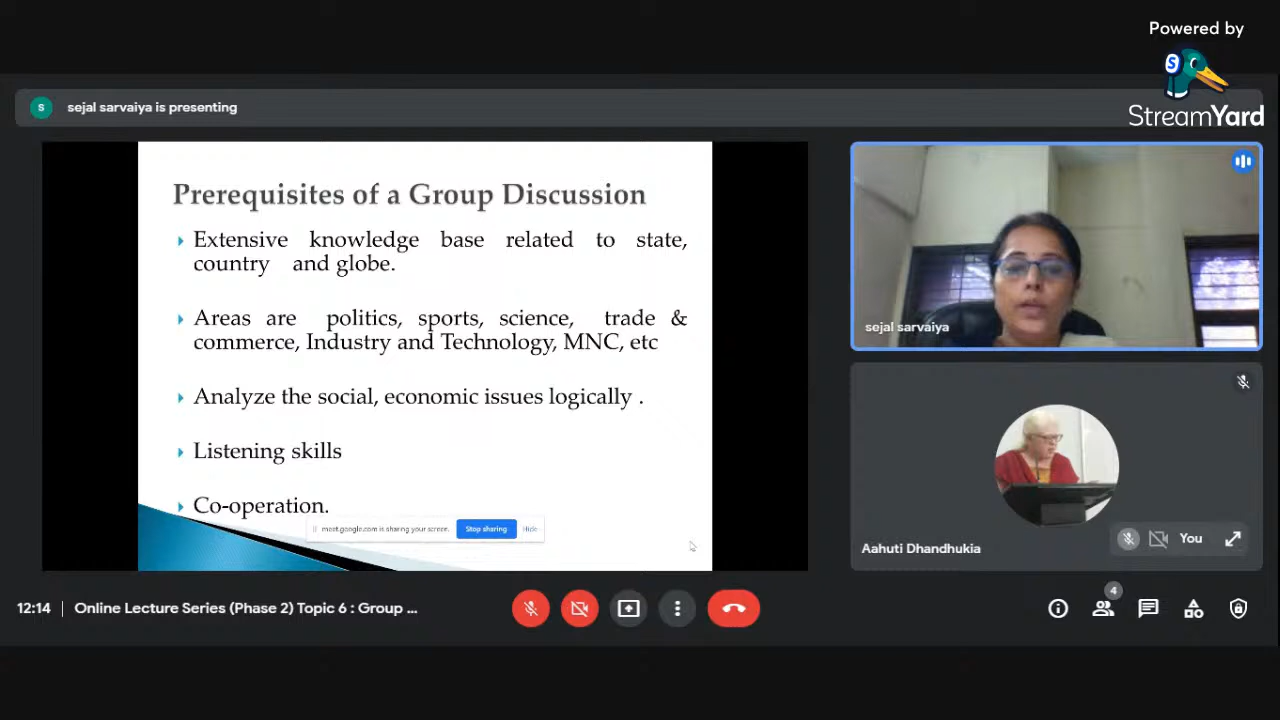 Powered by
StreamYard
S sejal sarvaiya is presenting
Prerequisites of a Group Discussion
Extensive knowledge base related to state,
country and globe.
Areas are politics, sports, science, trade &
commerce, Industry and Technology, MNC, etc
Analyze the social, economic issues logically .
Listening skills
Co-operation.
meet.google.com is sharing your screen. Stop sharing Hide
sejal sarvaiya
Aahuti Dhandhukia
You
12:14 | Online Lecture Series (Phase 2) Topic 6 : Group ...
4